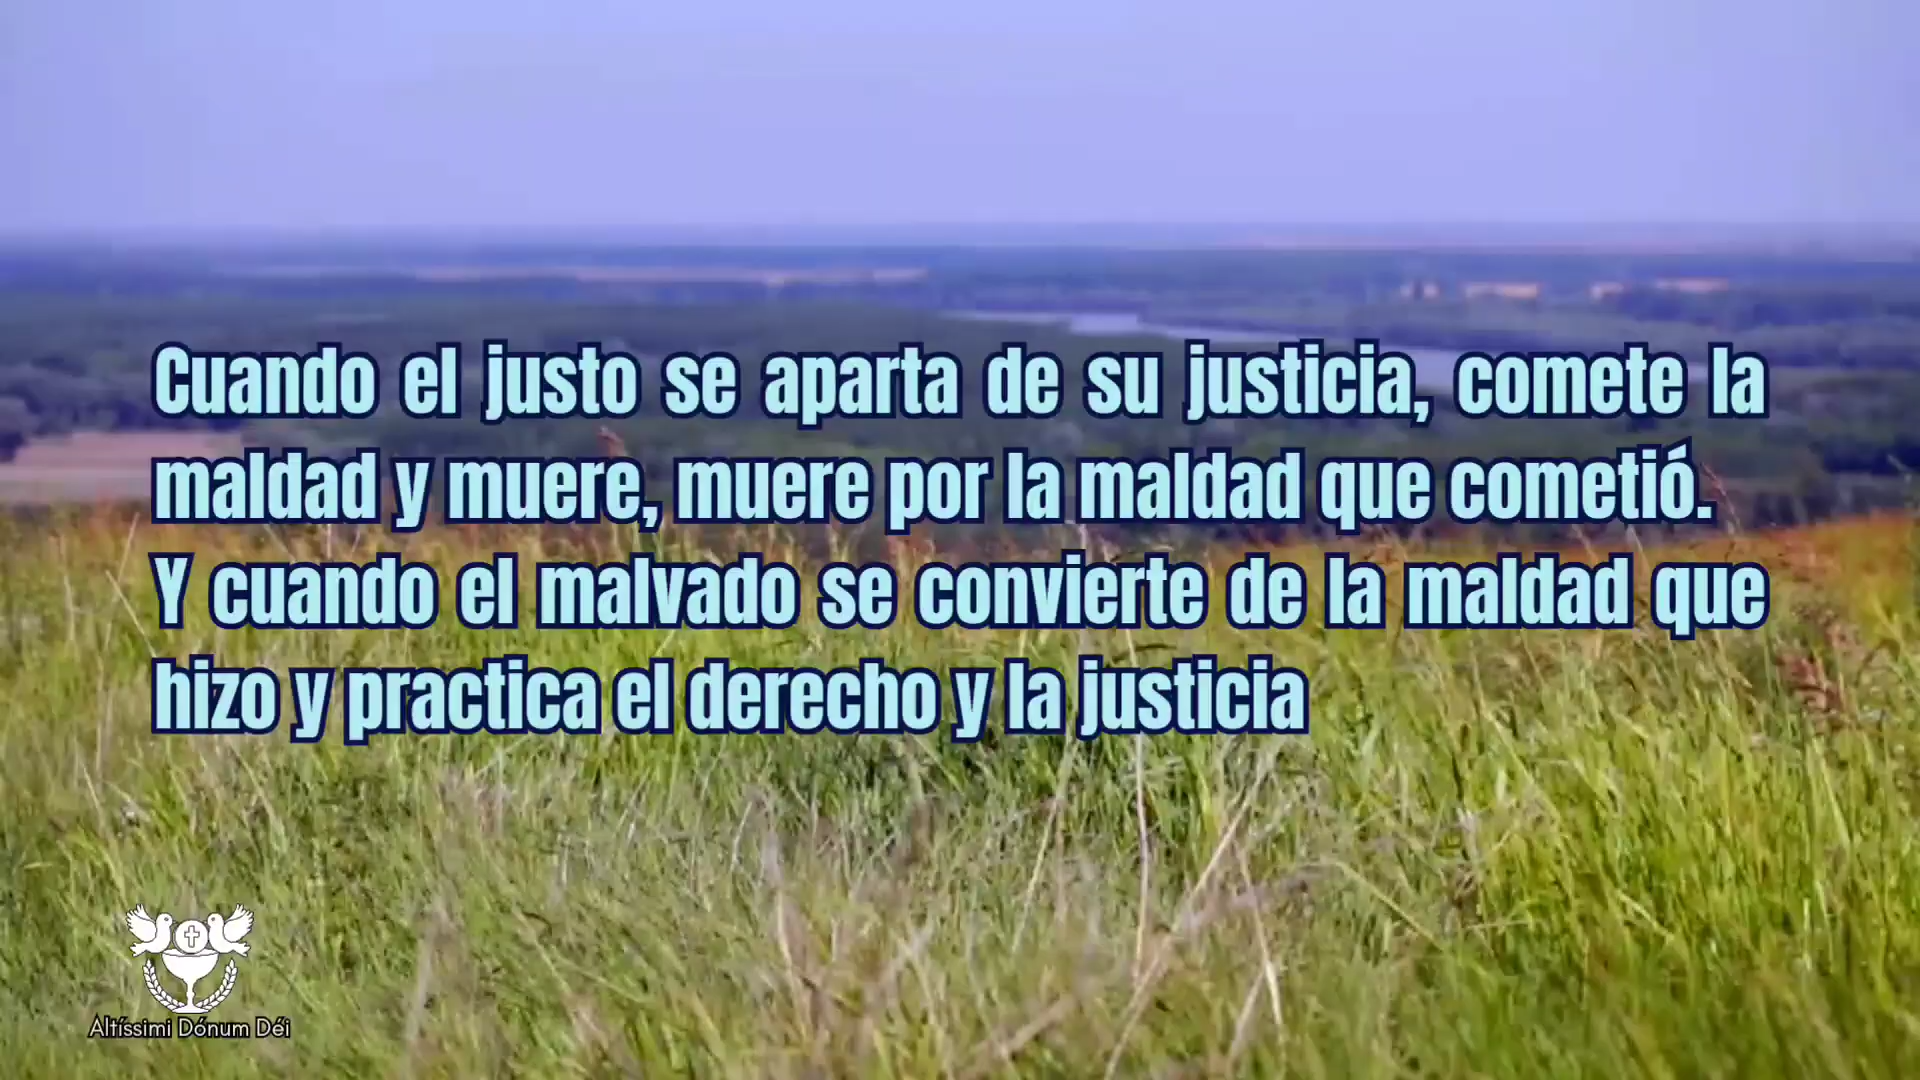 Cuando el justo se aparta de su justicia, comete la
maldad y muere, muere por la maldad que cometió.
Y cuando el malvado se convierte de la maldad que
hizo y practica el derecho y la justicia
Altíssimi Dónum Déi